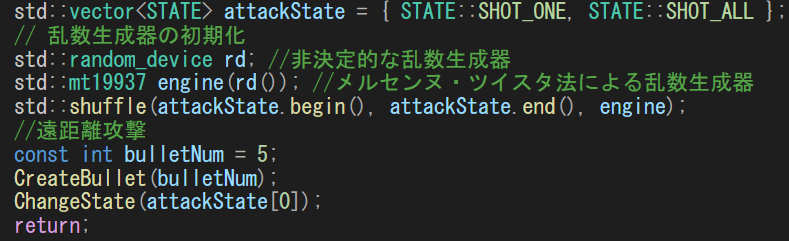 std::vector<STATE> attackState = { STATE::SHOT_ONE, STATE::SHOT_ALL };
// 乱数生成器の初期化
std::random_device rd; //非決定的な乱数生成器
std::mt19937 engine(rd()); //メルセンヌ・ツイスタ法による乱数生成器
std::shuffle(attackState.begin(), attackState.end(), engine);
//遠距離攻撃
const int bulletNum = 5;
CreateBullet(bulletNum);
ChangeState(attackState[0]);
return;